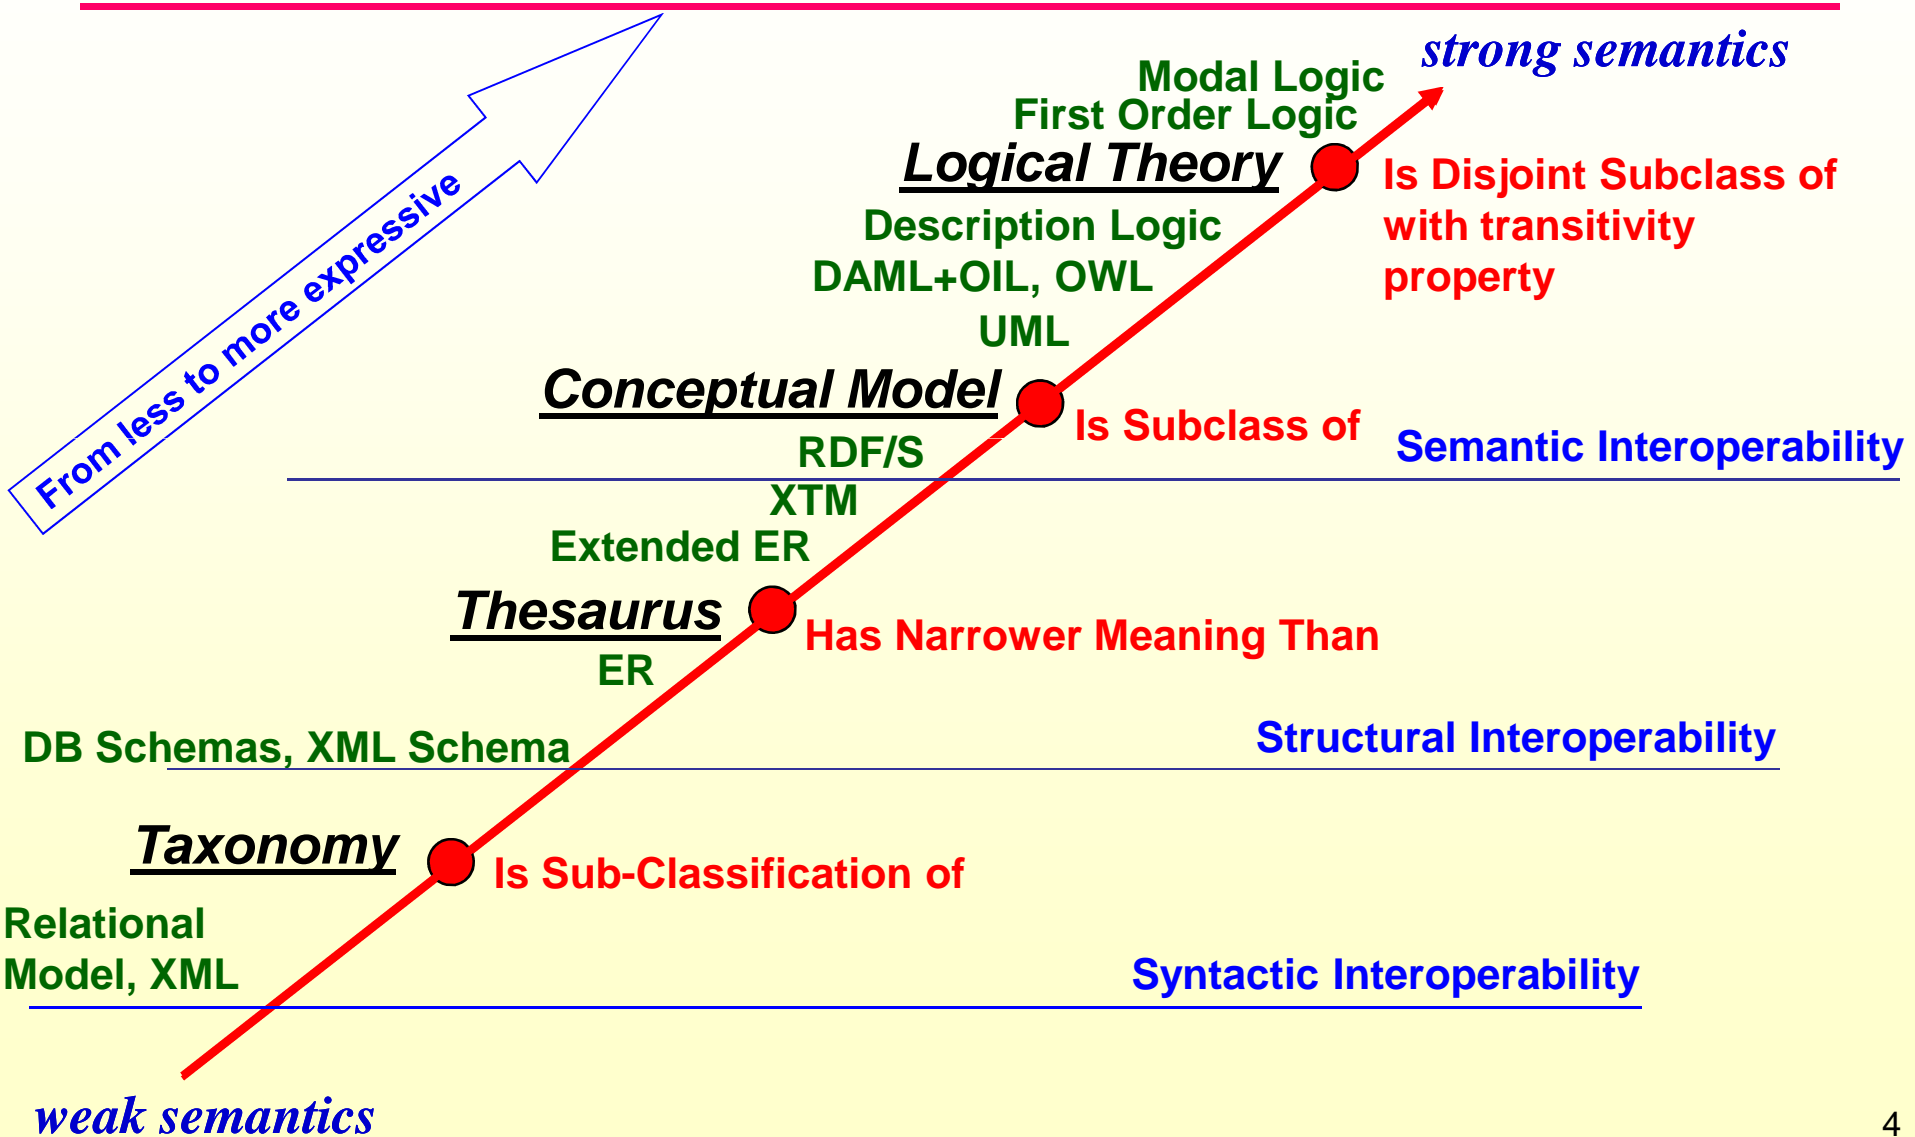 strong semantics
Modal Logic
First Order Logic
Logical Theory
Is Disjoint Subclass of
with transitivity
property
Description Logic
DAML+OIL, OWL
UML
From less to more expressive
Conceptual Model
Is Subclass of
Semantic Interoperability
RDF/S
XTM
Extended ER
Thesaurus
Has Narrower Meaning Than
ER
Structural Interoperability
DB Schemas, XML Schema
Taxonomy
Is Sub-Classification of
Relational
Model, XML
Syntactic Interoperability
weak semantics
4